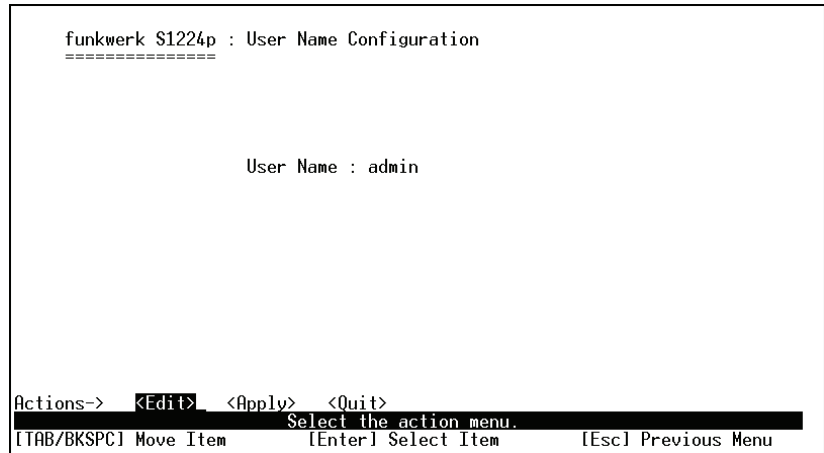 funkwerk S1224p : User Name Configuration
===============
User Name : admin
Actions-> <Edit>_ <Apply> <Quit>
Select the action menu.
[TAB/BKSPC] Move Item [Enter] Select Item [Esc] Previous Menu